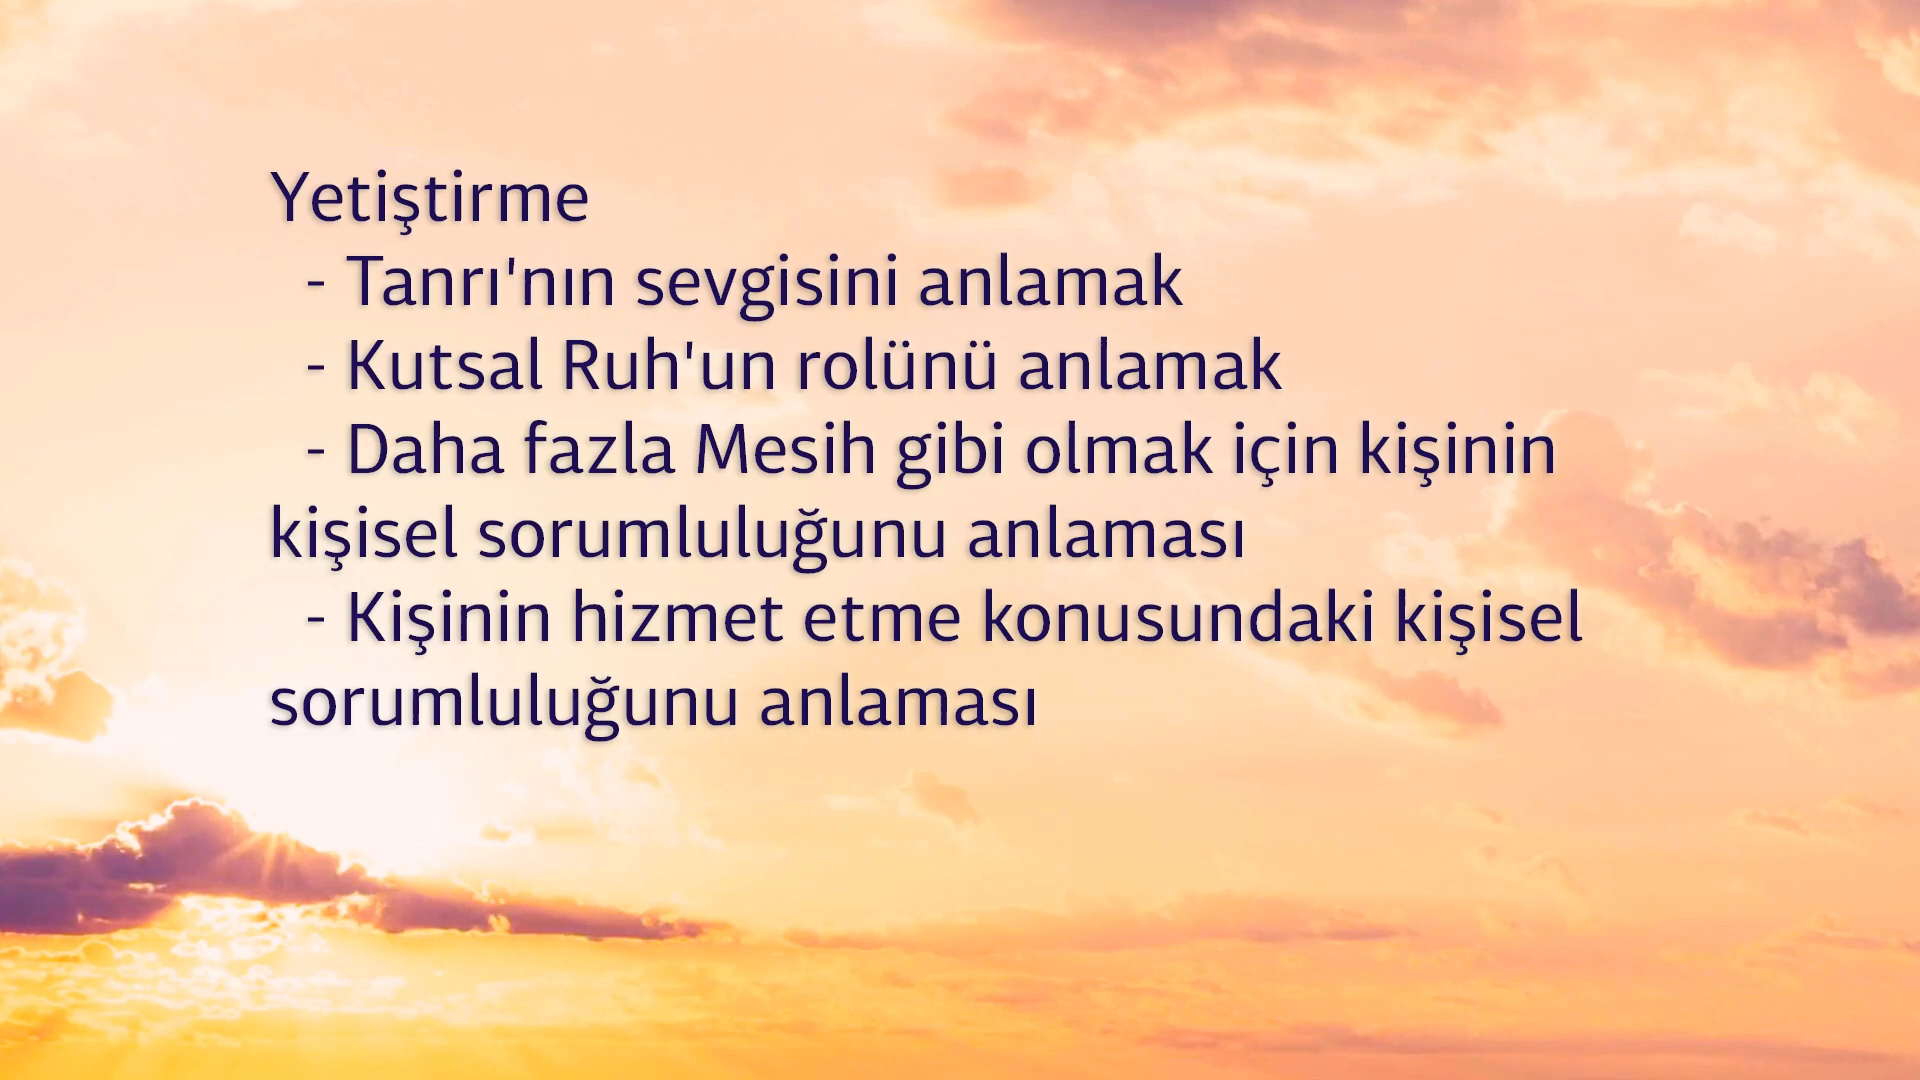 Yetiştirme
- Tanrı'nın sevgisini anlamak
- Kutsal Ruh'un rolünü anlamak
- Daha fazla Mesih gibi olmak için kişinin
kişisel sorumluluğunu anlaması
- Kişinin hizmet etme konusundaki kişisel
sorumluluğunu anlaması